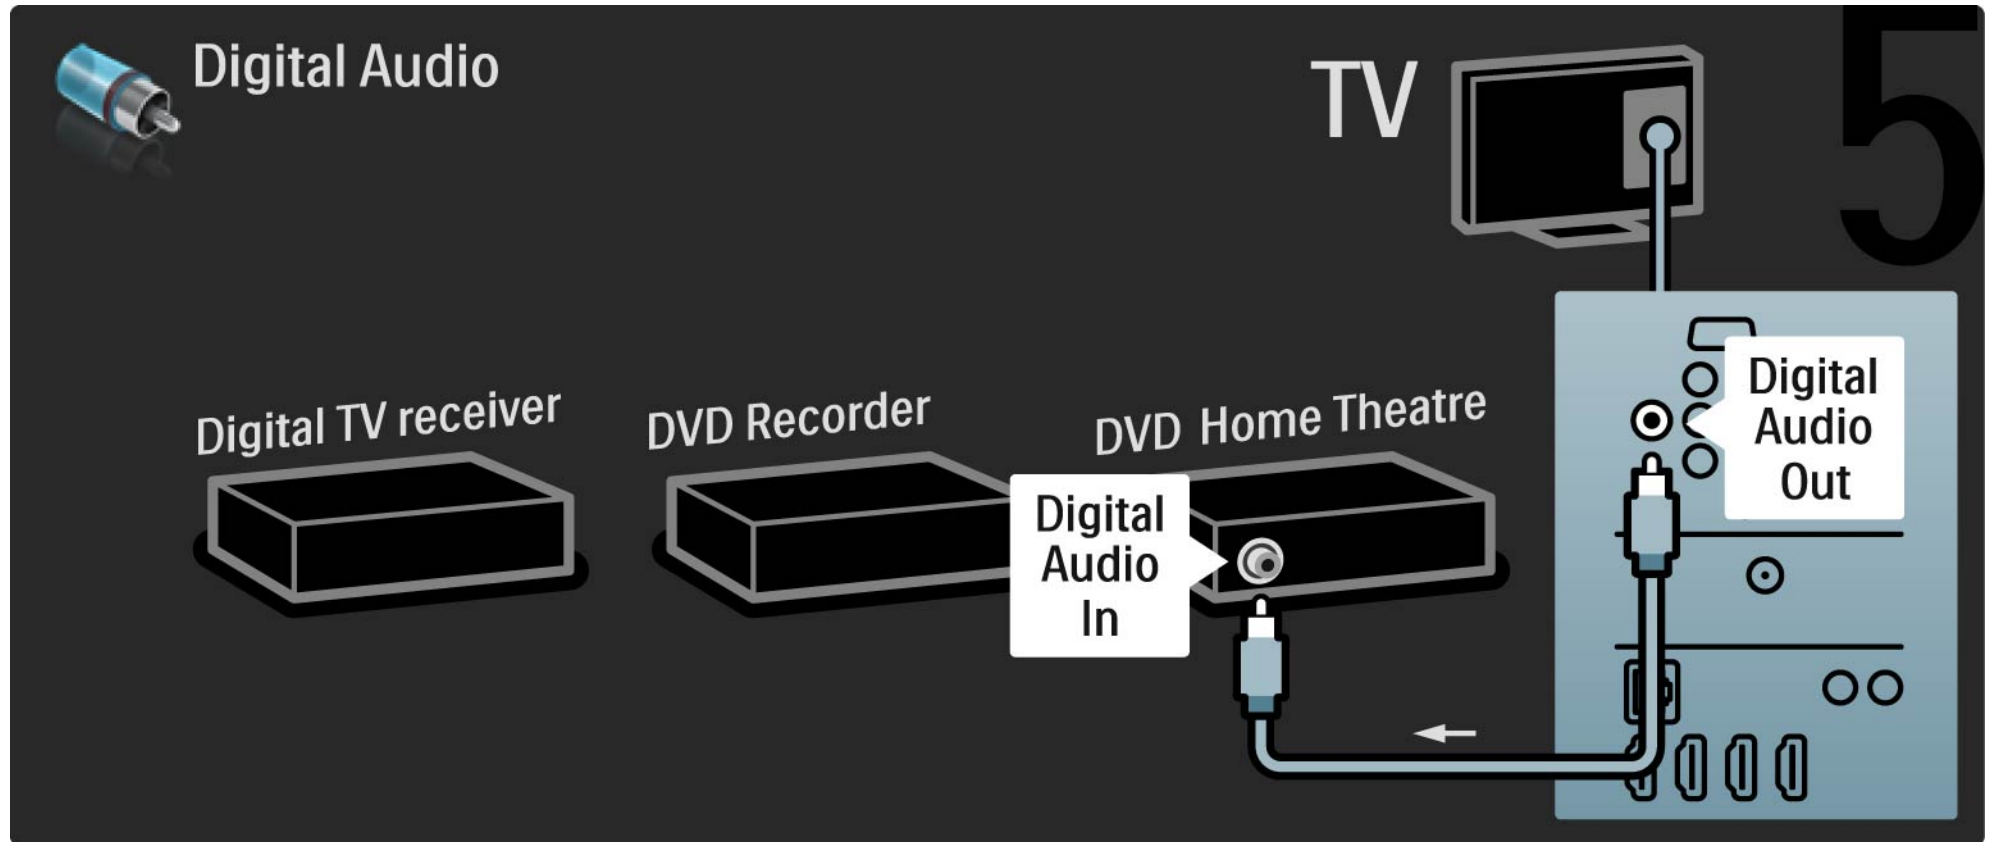 Digital Audio
TV
5
Digital TV receiver
DVD Recorder
DVD Home Theatre
Digital
Audio
Out
Digital
Audio
In